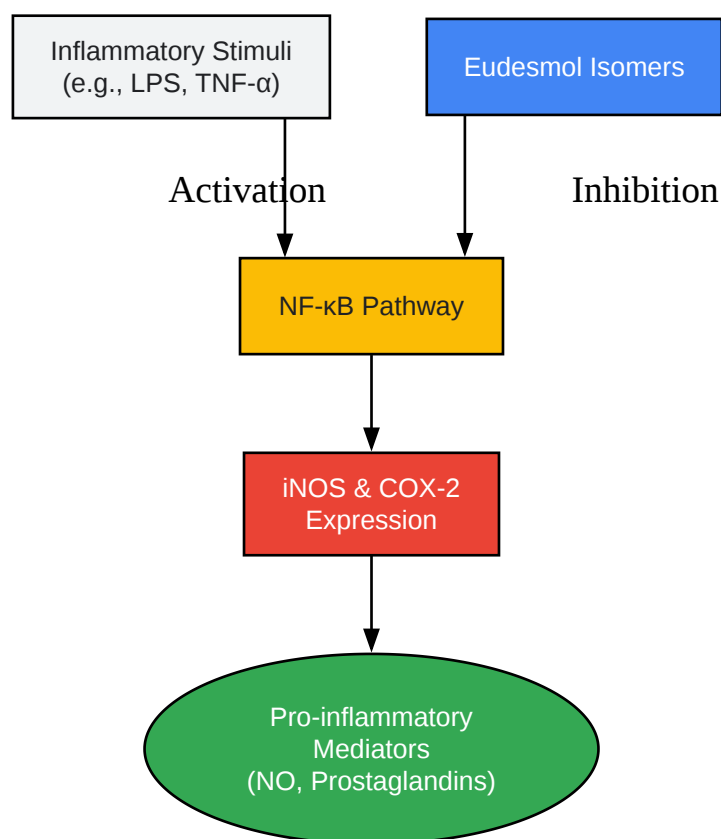 Inflammatory Stimuli
(e.g., LPS, TNF-α)
Eudesmol Isomers
Activation
Inhibition
NF-κB Pathway
iNOS & COX-2
Expression
Pro-inflammatory
Mediators
(NO, Prostaglandins)